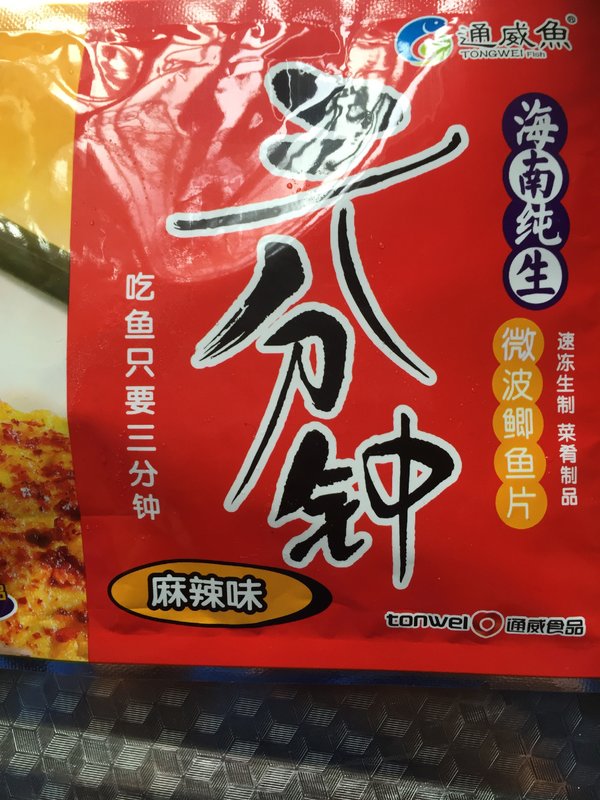 通威魚®
TONGWEI Fish
海南纯生
微波鲫鱼片
速冻生制 菜肴制品
三分钟
吃鱼只要三分钟
麻辣味
tonwei 通威食品